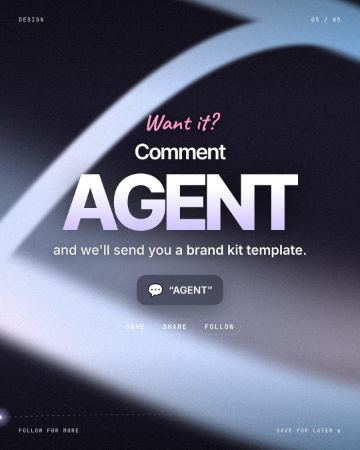 DESIGN
05 / 05
Want it?
Comment
AGENT
and we'll send you a brand kit template.
💬 “AGENT”
SAVE SHARE FOLLOW
FOLLOW FOR MORE
SAVE FOR LATER